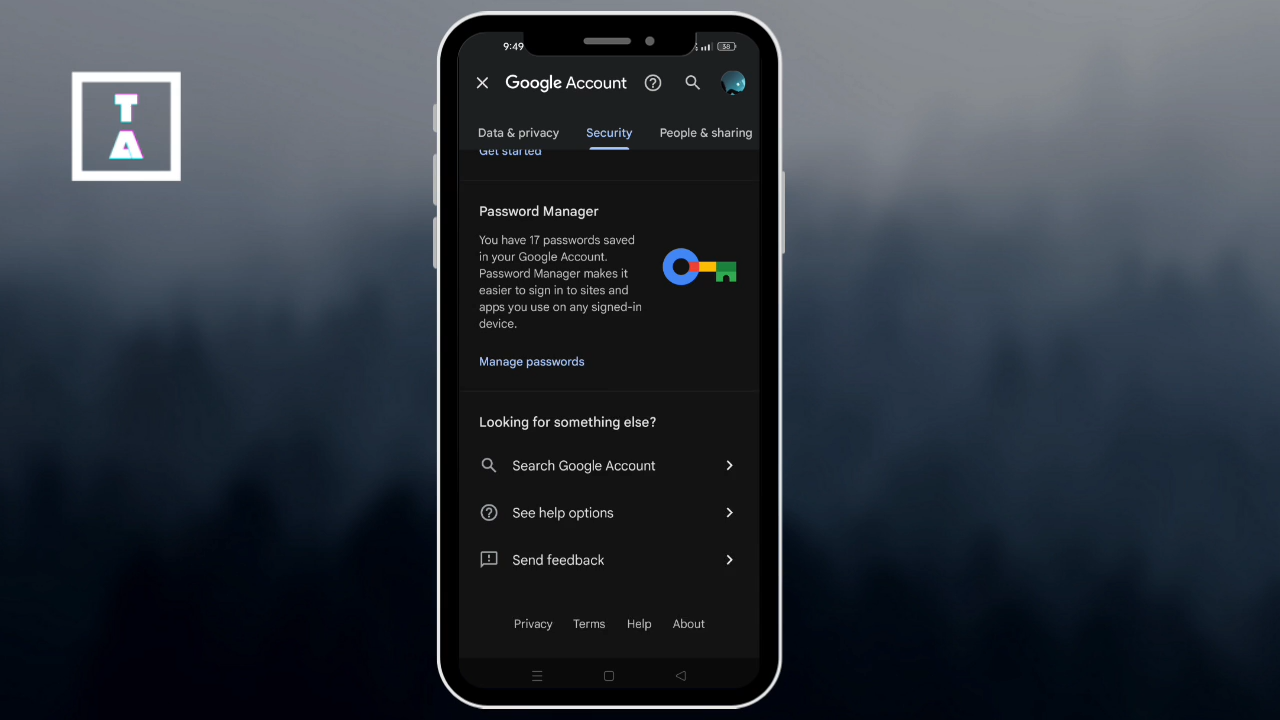 T
A
9:49
38
Google Account
Data & privacy
Security
People & sharing
Get started
Password Manager
You have 17 passwords saved
in your Google Account.
Password Manager makes it
easier to sign in to sites and
apps you use on any signed-in
device.
Manage passwords
Looking for something else?
Search Google Account
See help options
Send feedback
Privacy
Terms
Help
About